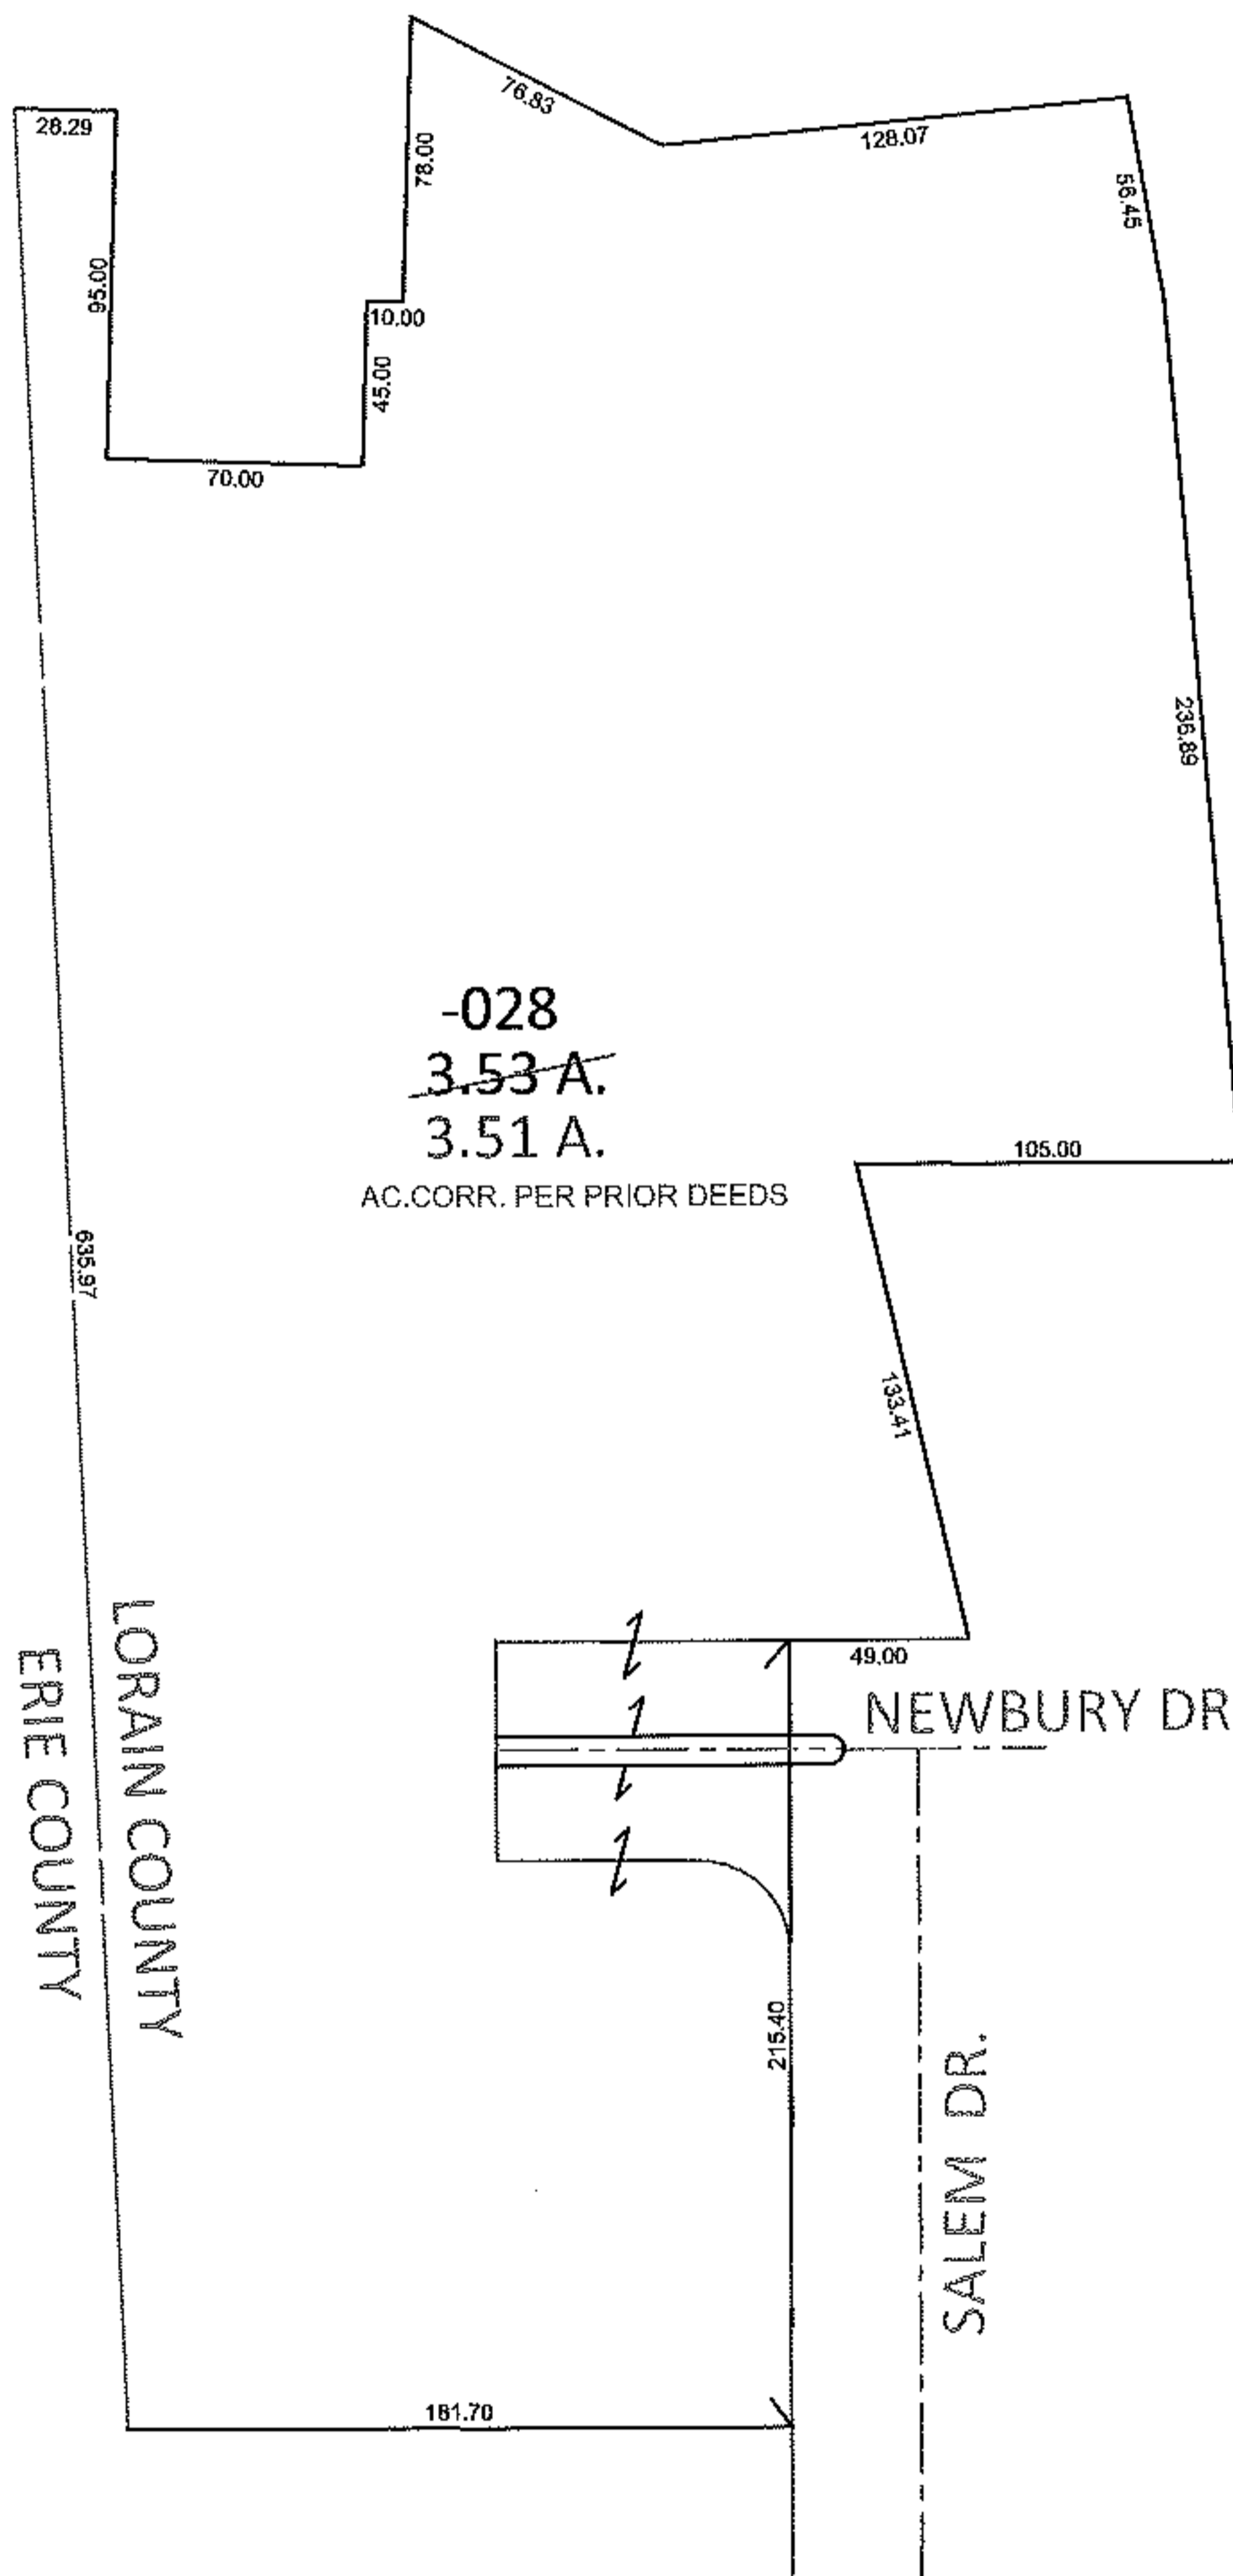 76.83
28.29
128.07
78.00
56.45
95.00
10.00
45.00
70.00
236.89
-028
3.53 A.
3.51 A.
AC.CORR. PER PRIOR DEEDS
105.00
635.97
133.41
LORAIN COUNTY
ERIE COUNTY
49.00
NEWBURY DR
215.40
SALEM DR.
181.70